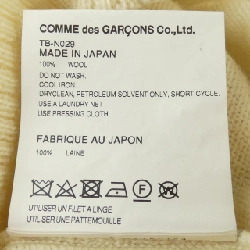 COMME des GARÇONS Co.,Ltd.
TB-N029
MADE IN JAPAN
100% WOOL
DO NOT WASH.
COOL IRON
DRYCLEAN, PETROLEUM SOLVENT ONLY, SHORT CYCLE.
USE A LAUNDRY NET
USE PRESSING CLOTH
FABRIQUE AU JAPON
100% LAINE
UTILISER UN FILET A LINGE
UTILISER UNE PATTEMOUILLE